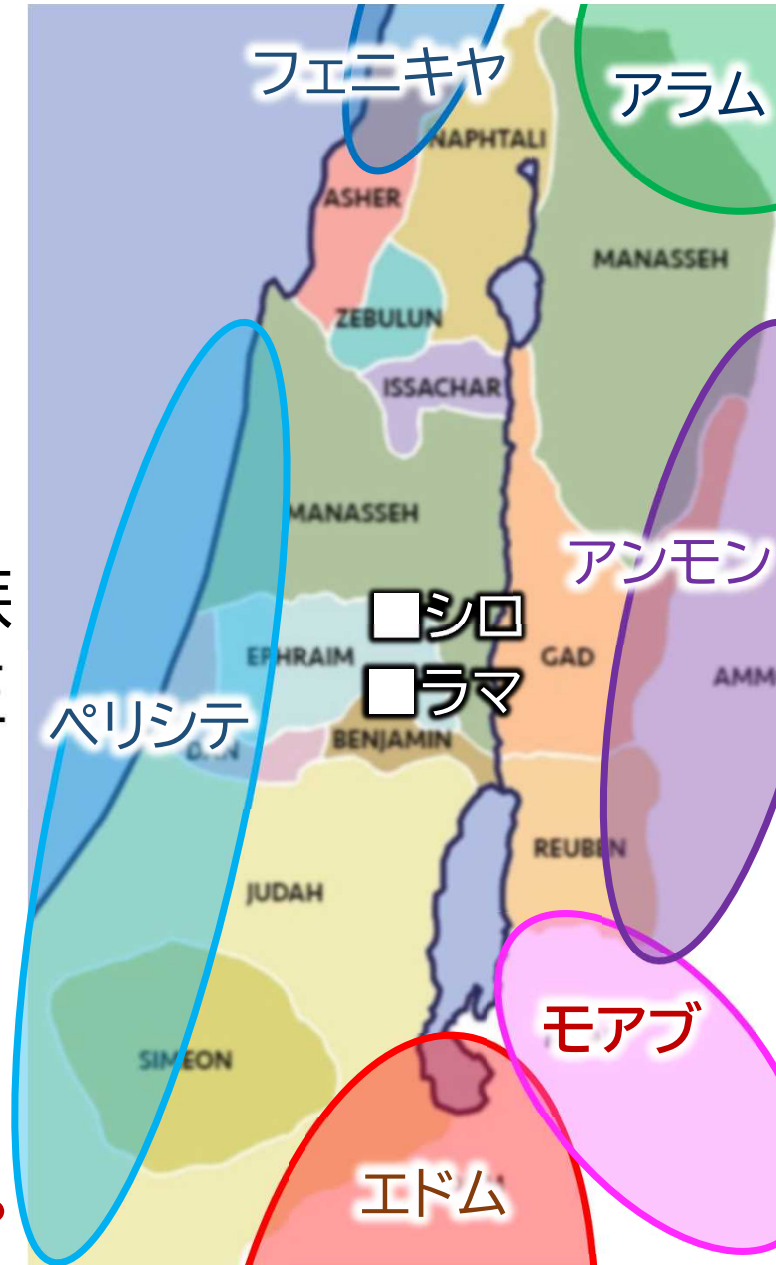 フェニキヤ
アラム
NAPHTALI
ASHER
MANASSEH
ZEBULUN
ISSACHAR
MANASSEH
アンモン
シロ
EPHRAIM
GAD
AMM
ラマ
ペリシテ
DAN
BENJAMIN
REUBEN
JUDAH
モアブ
SIMEON
エドム